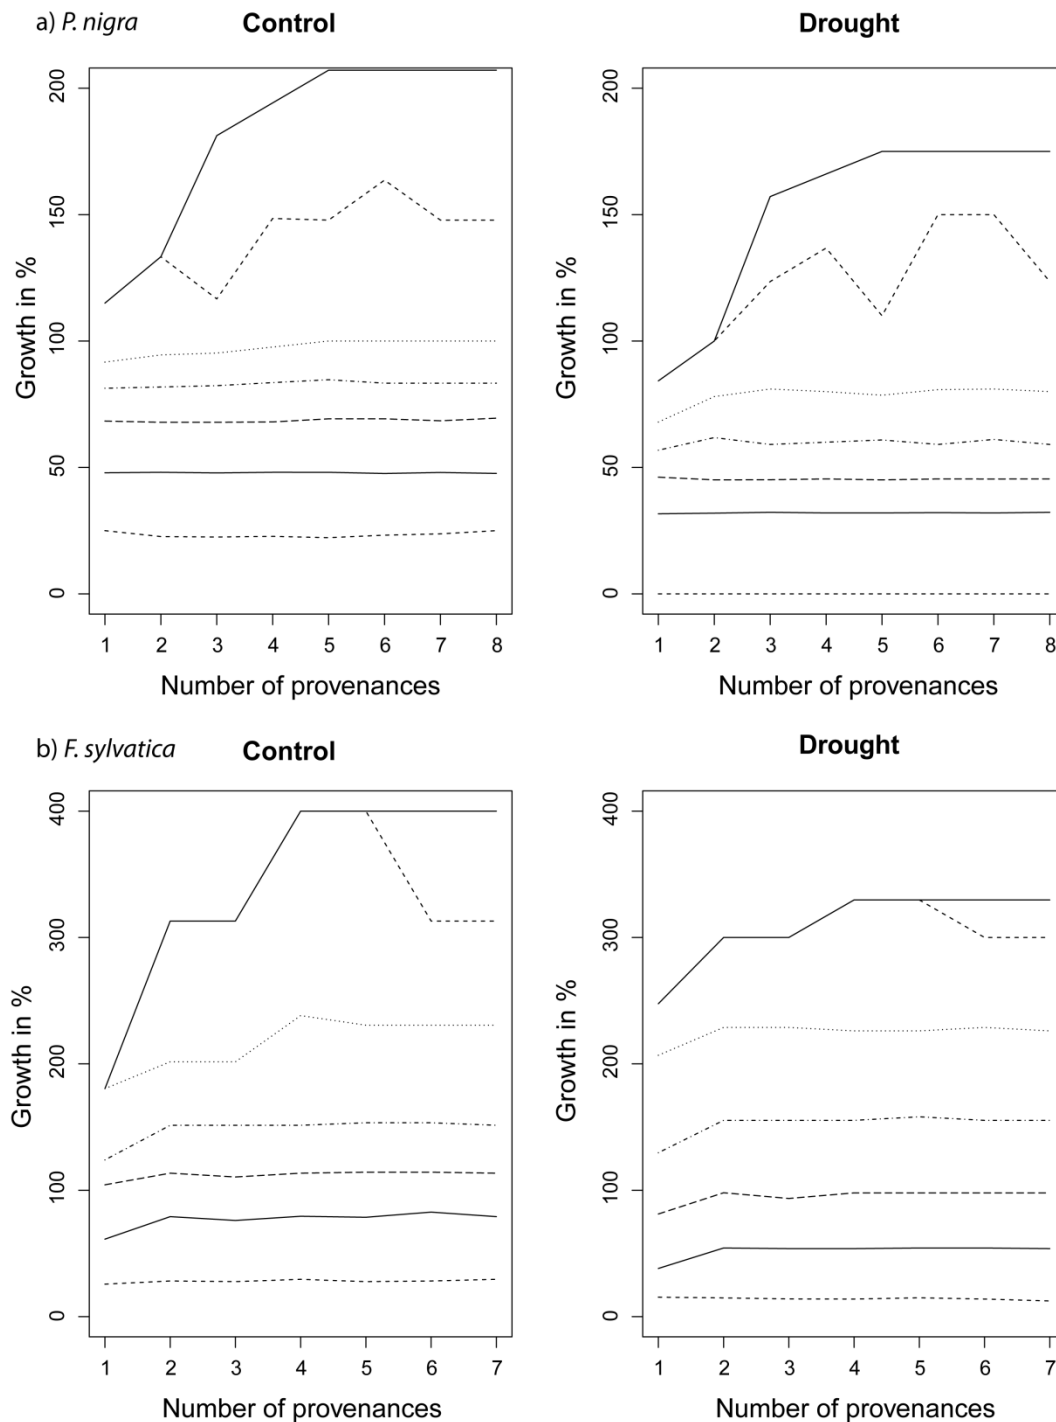 a) P. nigra Control Drought
Growth in %
200
150
100
50
0
1 2 3 4 5 6 7 8
Number of provenances
Growth in %
200
150
100
50
0
1 2 3 4 5 6 7 8
Number of provenances
b) F. sylvatica Control Drought
Growth in %
400
300
200
100
0
1 2 3 4 5 6 7
Number of provenances
Growth in %
400
300
200
100
0
1 2 3 4 5 6 7
Number of provenances